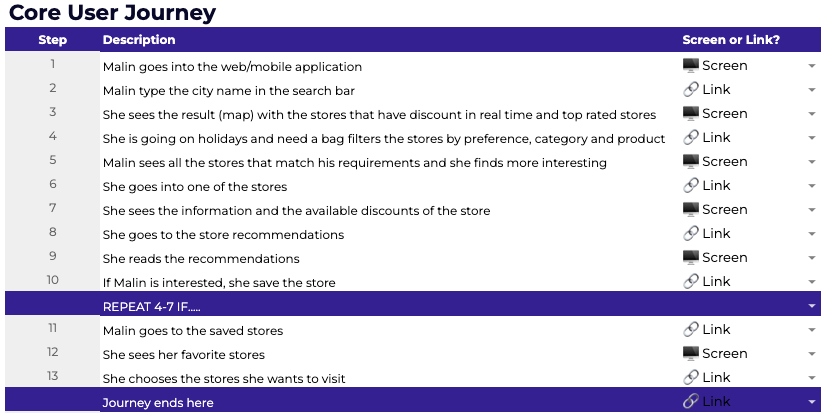 Core User Journey
Step Description Screen or Link?
1 Malin goes into the web/mobile application Screen
2 Malin type the city name in the search bar Link
3 She sees the result (map) with the stores that have discount in real time and top rated stores Screen
4 She is going on holidays and need a bag filters the stores by preference, category and product Link
5 Malin sees all the stores that match his requirements and she finds more interesting Screen
6 She goes into one of the stores Link
7 She sees the information and the available discounts of the store Screen
8 She goes to the store recommendations Link
9 She reads the recommendations Screen
10 If Malin is interested, she save the store Link
REPEAT 4-7 IF.....
11 Malin goes to the saved stores Link
12 She sees her favorite stores Screen
13 She chooses the stores she wants to visit Link
Journey ends here Link